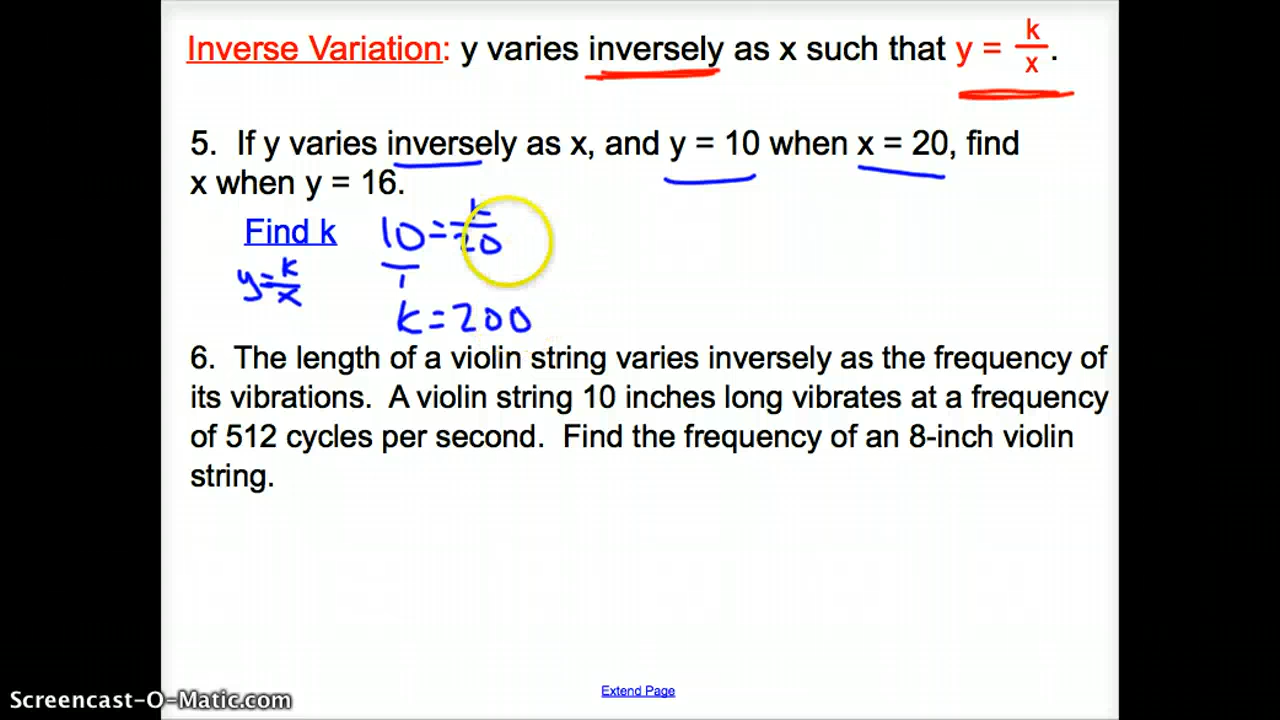 Inverse Variation: y varies inversely as x such that y = k/x.
5. If y varies inversely as x, and y = 10 when x = 20, find
x when y = 16.
Find k 10 = k/20
y = k/x 1
k = 200
6. The length of a violin string varies inversely as the frequency of
its vibrations. A violin string 10 inches long vibrates at a frequency
of 512 cycles per second. Find the frequency of an 8-inch violin
string.
Extend Page
Screencast-O-Matic.com